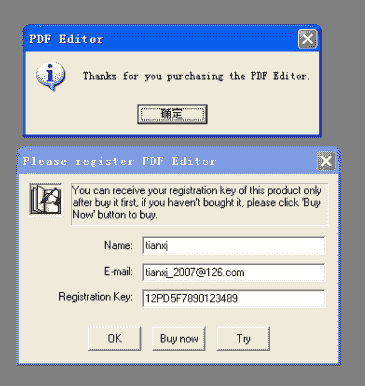 PDF Editor
Thanks for you purchasing the PDF Editor.
确定
Please register PDF Editor
You can receive your registration key of this product only
after buy it first, if you haven't bought it, please click 'Buy
Now' button to buy.
Name: tianxj
E-mail: tianxj_2007@126.com
Registration Key: 12PD5F7890123489
OK Buy now Try